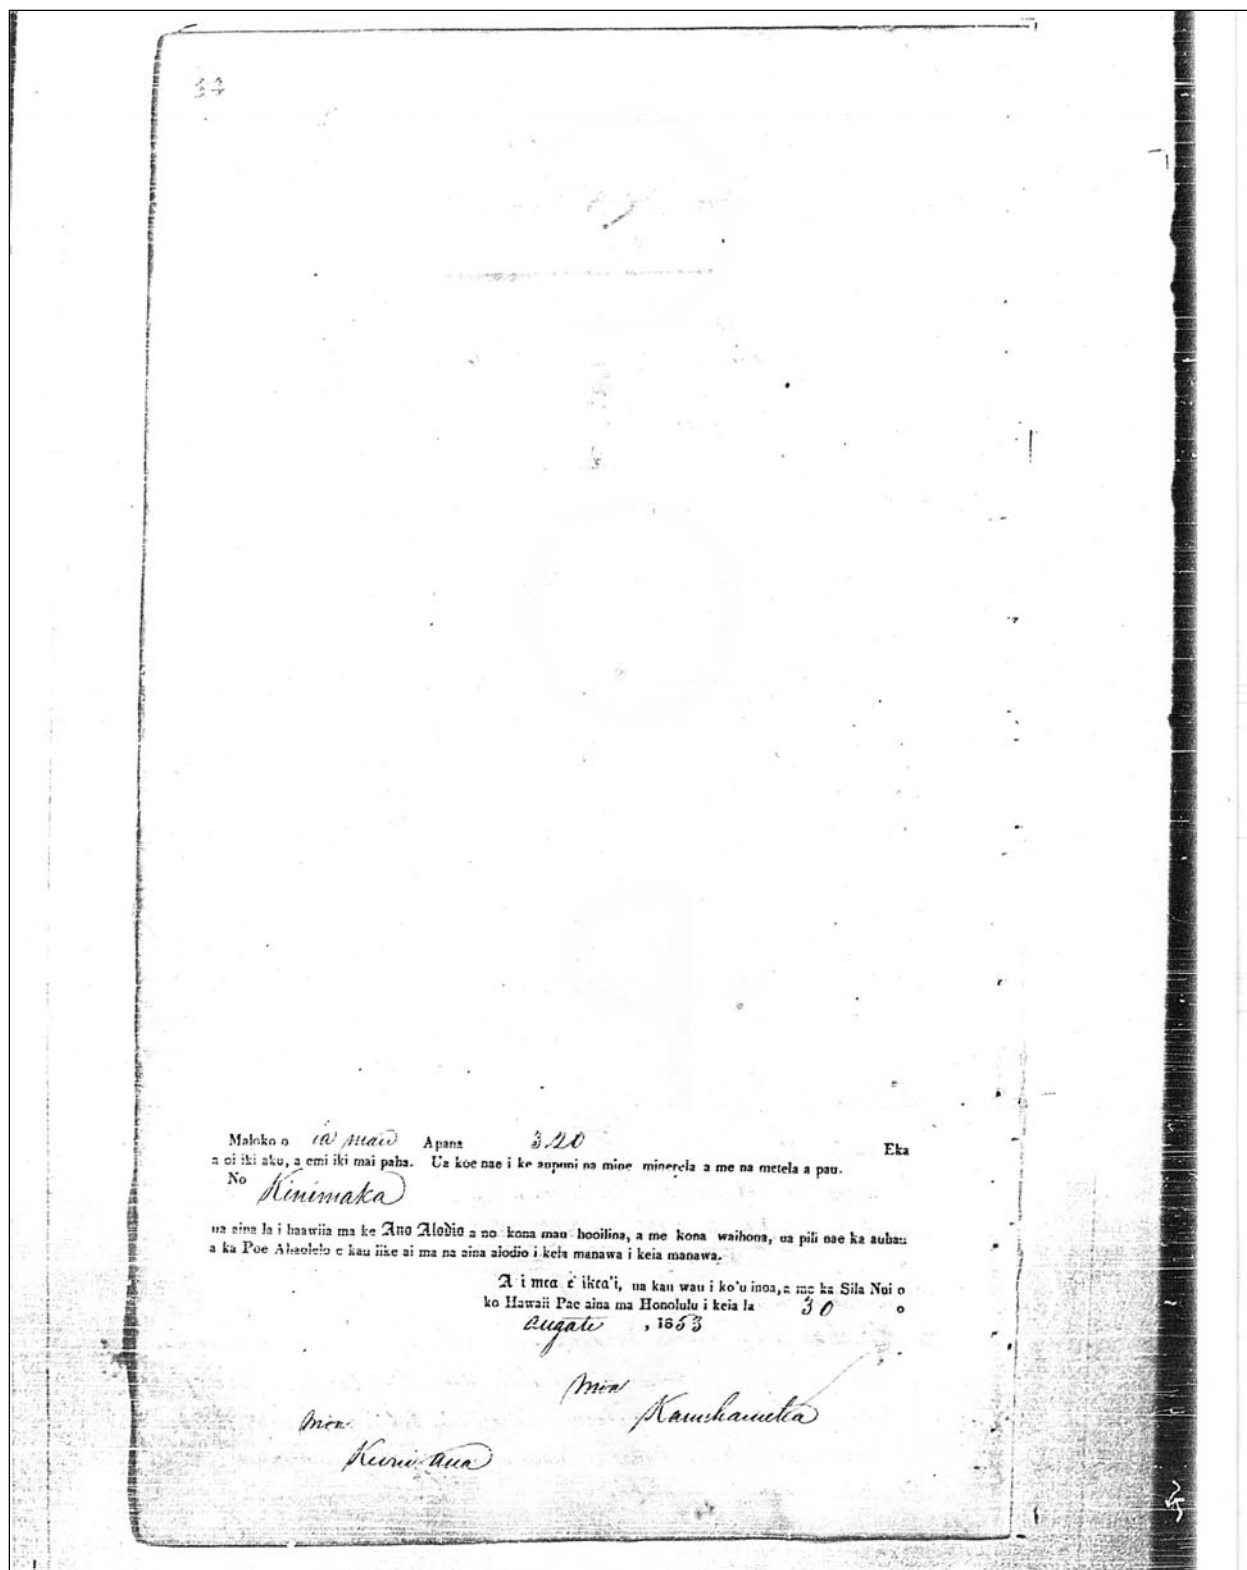 Maloko o ia mau Apana 3.20 Eka
a oi iki aku, a emi iki mai paha. Ua koe nae i ke aupuni na mine minerela a me na metela a pau.
No Kinimaka
ua aina la i haawiia ma ke Ano Alodio a no kona mau hooilina, a me kona waihona, ua pili nae ka auhau
a ka Poe Ahaolelo e kau like ai ma na aina alodio i keia manawa i keia manawa.
A i mea e ikea'i, ua kau wau i ko'u inoa, a me ka Sila Nui o
ko Hawaii Pae aina ma Honolulu i keia la 30 o
Augate , 1853
Kamehameha
Keoni Ana